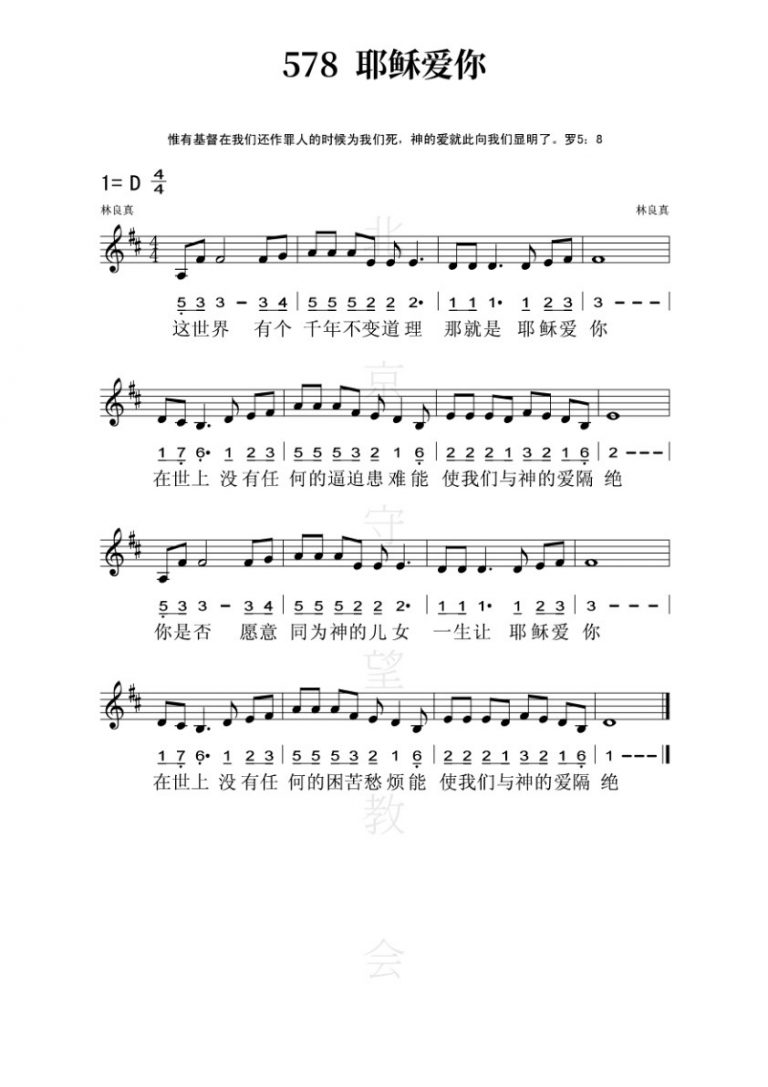 578 耶稣爱你
惟有基督在我们还作罪人的时候为我们死，神的爱就此向我们显明了。罗5：8
1= D 4/4
林良真 林良真
5 3 3 – 3 4 | 5 5 5 2 2 2· | 1 1 1· 1 2 3 | 3 – – – |
这世界 有个 千年不变道理 那就是 耶稣爱 你
1 7 6· 1 2 3 | 5 5 5 3 2 1 6 | 2 2 2 1 3 2 1 6 | 2 – – – |
在世上 没有任 何的逼迫患难能 使我们与神的爱隔 绝
5 3 3 – 3 4 | 5 5 5 2 2 2· | 1 1 1· 1 2 3 | 3 – – – |
你是否 愿意 同为神的儿女 一生让 耶稣爱 你
1 7 6· 1 2 3 | 5 5 5 3 2 1 6 | 2 2 2 1 3 2 1 6 | 1 – – – ‖
在世上 没有任 何的困苦愁烦能 使我们与神的爱隔 绝
北京守望教会